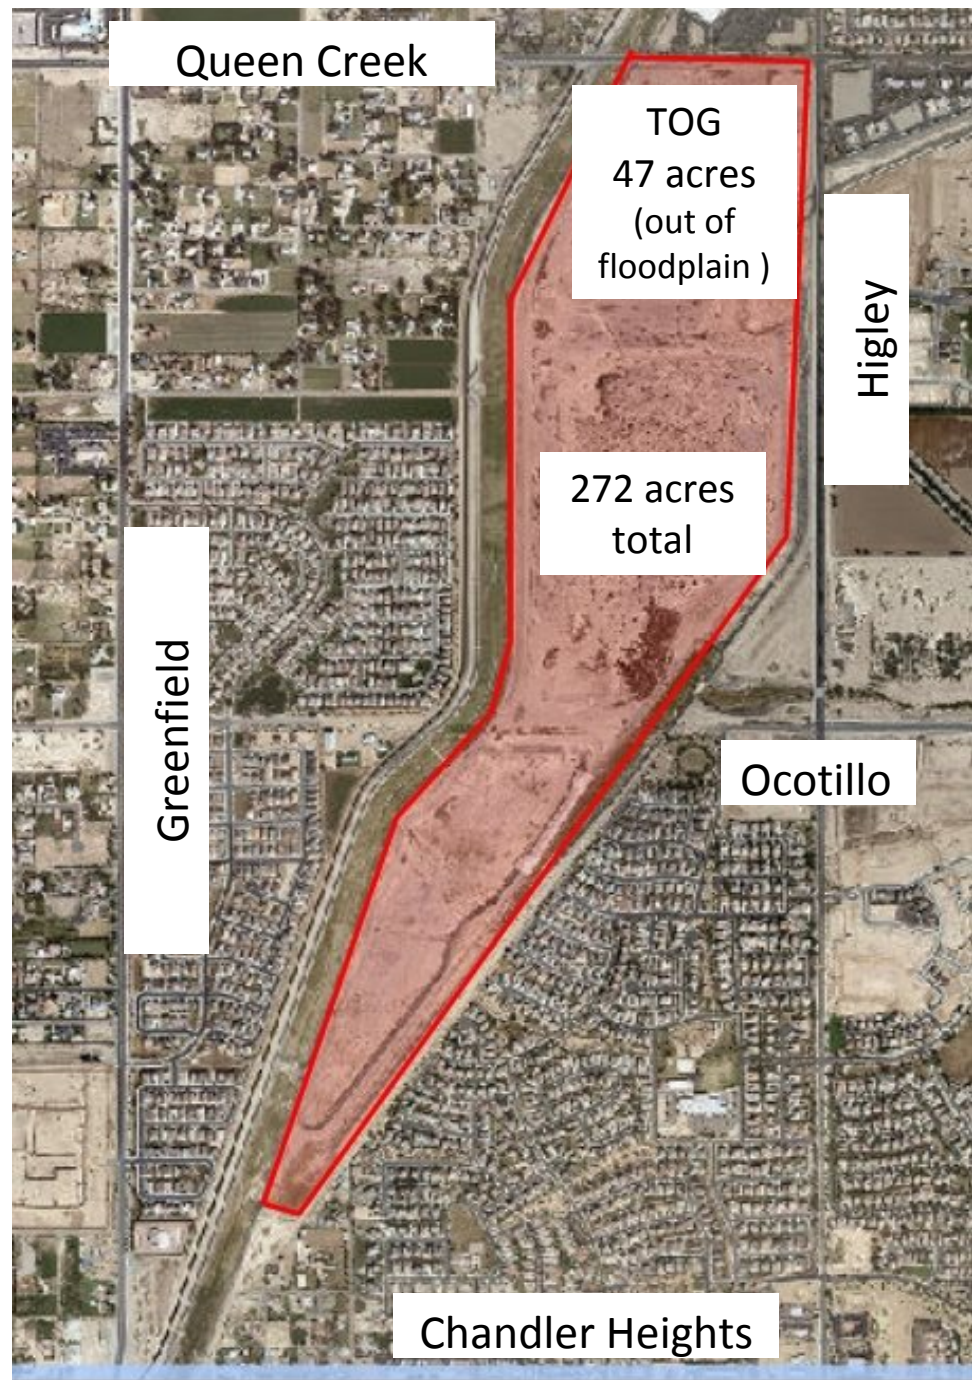 Queen Creek
TOG
47 acres
(out of
floodplain )
Higley
272 acres
total
Greenfield
Ocotillo
Chandler Heights